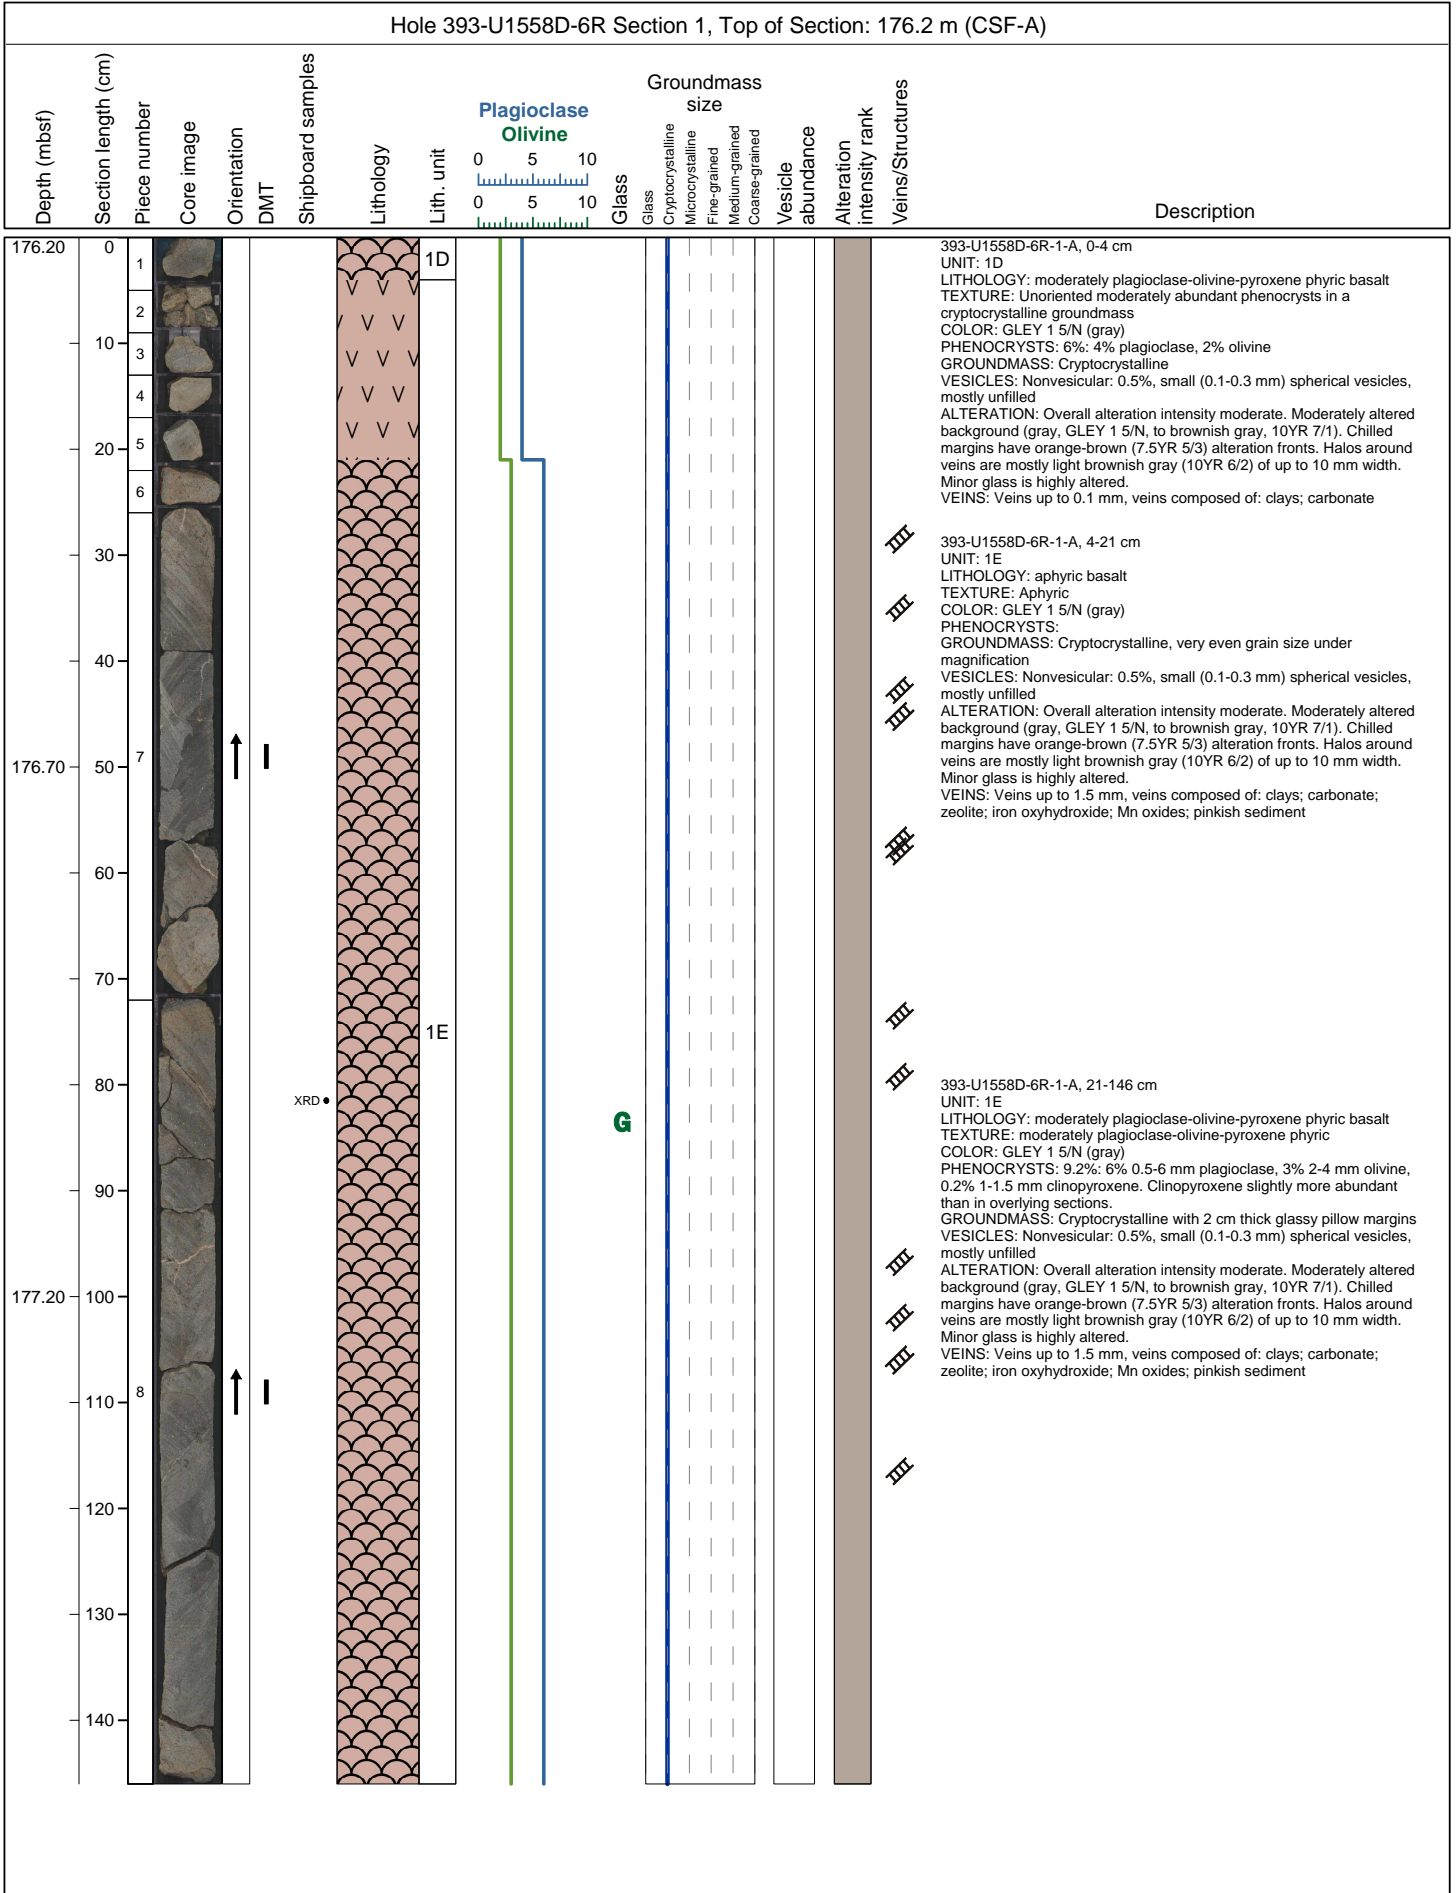 Hole 393-U1558D-6R Section 1, Top of Section: 176.2 m (CSF-A)
Depth (mbsf)
Section length (cm)
Piece number
Core image
Orientation
DMT
Shipboard samples
Lithology
Lith. unit
Plagioclase
Olivine
0 5 10
0 5 10
Glass
Groundmass
size
Glass
Cryptocrystalline
Microcrystalline
Fine-grained
Medium-grained
Coarse-grained
Vesicle
abundance
Alteration
intensity rank
Veins/Structures
Description
176.20
176.70
177.20
0
10
20
30
40
50
60
70
80
90
100
110
120
130
140
1
2
3
4
5
6
7
8
XRD
1D
1E
G
393-U1558D-6R-1-A, 0-4 cm
UNIT: 1D
LITHOLOGY: moderately plagioclase-olivine-pyroxene phyric basalt
TEXTURE: Unoriented moderately abundant phenocrysts in a
cryptocrystalline groundmass
COLOR: GLEY 1 5/N (gray)
PHENOCRYSTS: 6%: 4% plagioclase, 2% olivine
GROUNDMASS: Cryptocrystalline
VESICLES: Nonvesicular: 0.5%, small (0.1-0.3 mm) spherical vesicles,
mostly unfilled
ALTERATION: Overall alteration intensity moderate. Moderately altered
background (gray, GLEY 1 5/N, to brownish gray, 10YR 7/1). Chilled
margins have orange-brown (7.5YR 5/3) alteration fronts. Halos around
veins are mostly light brownish gray (10YR 6/2) of up to 10 mm width.
Minor glass is highly altered.
VEINS: Veins up to 0.1 mm, veins composed of: clays; carbonate
393-U1558D-6R-1-A, 4-21 cm
UNIT: 1E
LITHOLOGY: aphyric basalt
TEXTURE: Aphyric
COLOR: GLEY 1 5/N (gray)
PHENOCRYSTS:
GROUNDMASS: Cryptocrystalline, very even grain size under
magnification
VESICLES: Nonvesicular: 0.5%, small (0.1-0.3 mm) spherical vesicles,
mostly unfilled
ALTERATION: Overall alteration intensity moderate. Moderately altered
background (gray, GLEY 1 5/N, to brownish gray, 10YR 7/1). Chilled
margins have orange-brown (7.5YR 5/3) alteration fronts. Halos around
veins are mostly light brownish gray (10YR 6/2) of up to 10 mm width.
Minor glass is highly altered.
VEINS: Veins up to 1.5 mm, veins composed of: clays; carbonate;
zeolite; iron oxyhydroxide; Mn oxides; pinkish sediment
393-U1558D-6R-1-A, 21-146 cm
UNIT: 1E
LITHOLOGY: moderately plagioclase-olivine-pyroxene phyric basalt
TEXTURE: moderately plagioclase-olivine-pyroxene phyric
COLOR: GLEY 1 5/N (gray)
PHENOCRYSTS: 9.2%: 6% 0.5-6 mm plagioclase, 3% 2-4 mm olivine,
0.2% 1-1.5 mm clinopyroxene. Clinopyroxene slightly more abundant
than in overlying sections.
GROUNDMASS: Cryptocrystalline with 2 cm thick glassy pillow margins
VESICLES: Nonvesicular: 0.5%, small (0.1-0.3 mm) spherical vesicles,
mostly unfilled
ALTERATION: Overall alteration intensity moderate. Moderately altered
background (gray, GLEY 1 5/N, to brownish gray, 10YR 7/1). Chilled
margins have orange-brown (7.5YR 5/3) alteration fronts. Halos around
veins are mostly light brownish gray (10YR 6/2) of up to 10 mm width.
Minor glass is highly altered.
VEINS: Veins up to 1.5 mm, veins composed of: clays; carbonate;
zeolite; iron oxyhydroxide; Mn oxides; pinkish sediment